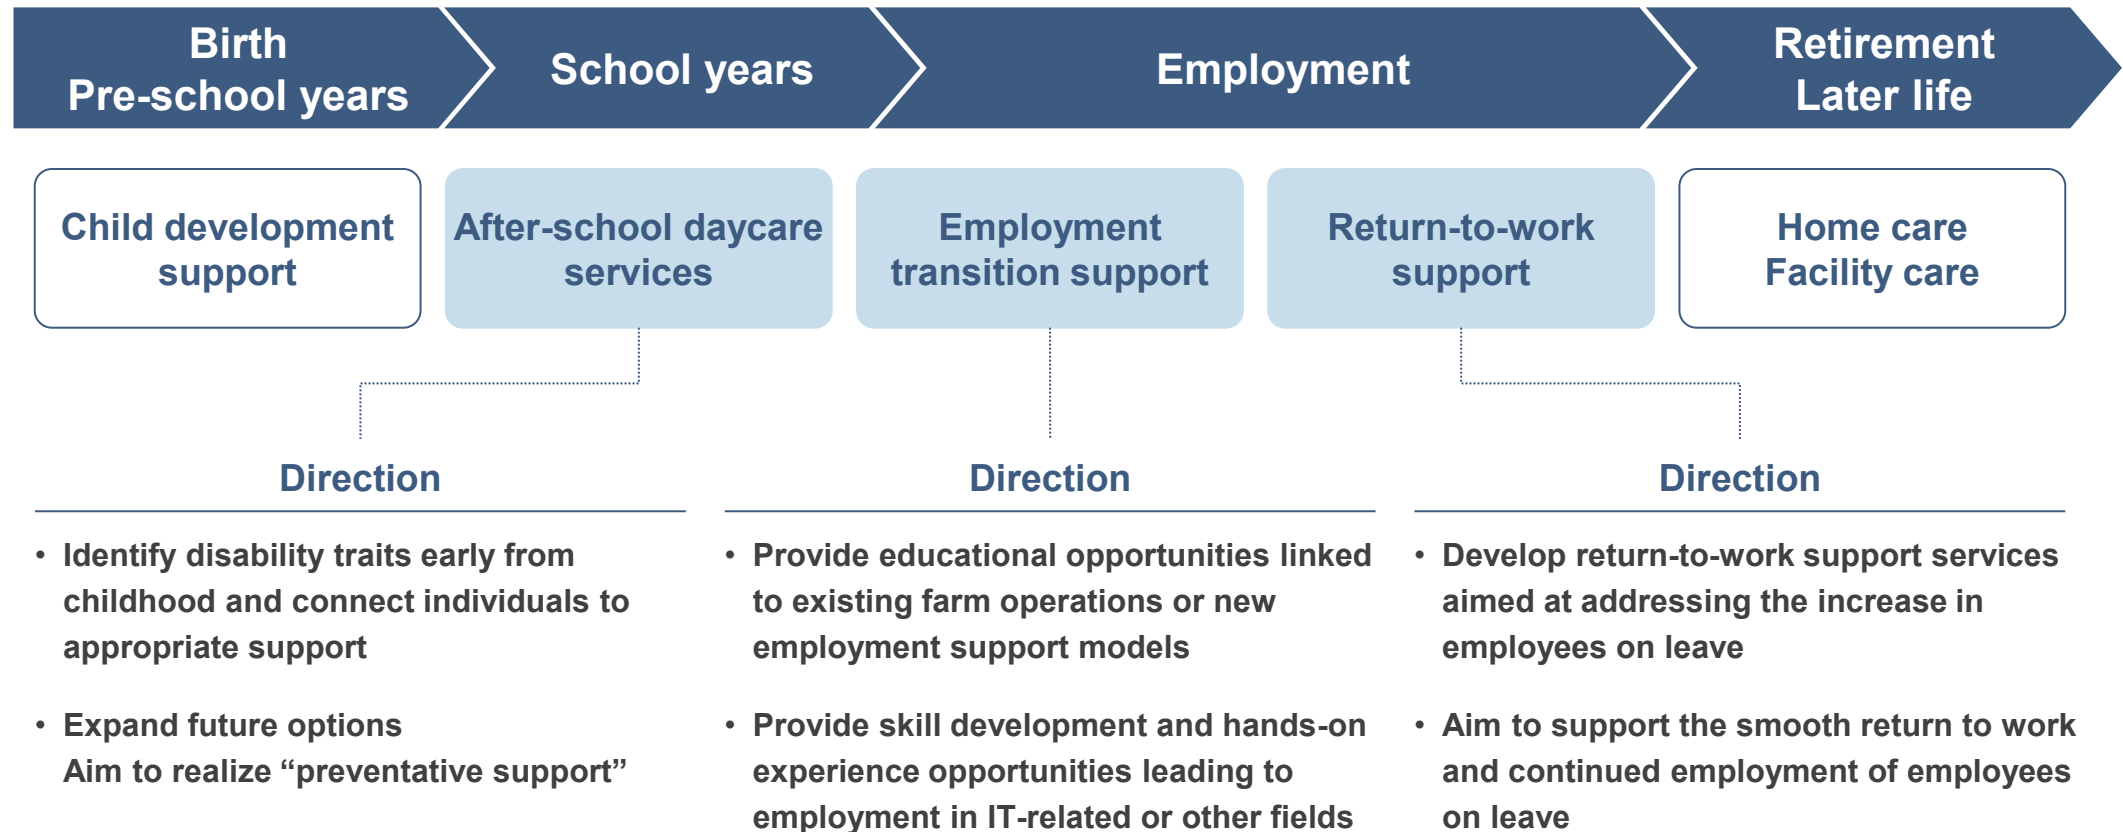 Birth
Pre-school years
School years
Employment
Retirement
Later life
Child development
support
After-school daycare
services
Employment
transition support
Return-to-work
support
Home care
Facility care
Direction
• Identify disability traits early from
childhood and connect individuals to
appropriate support
• Expand future options
Aim to realize “preventative support”
Direction
• Provide educational opportunities linked
to existing farm operations or new
employment support models
• Provide skill development and hands-on
experience opportunities leading to
employment in IT-related or other fields
Direction
• Develop return-to-work support services
aimed at addressing the increase in
employees on leave
• Aim to support the smooth return to work
and continued employment of employees
on leave